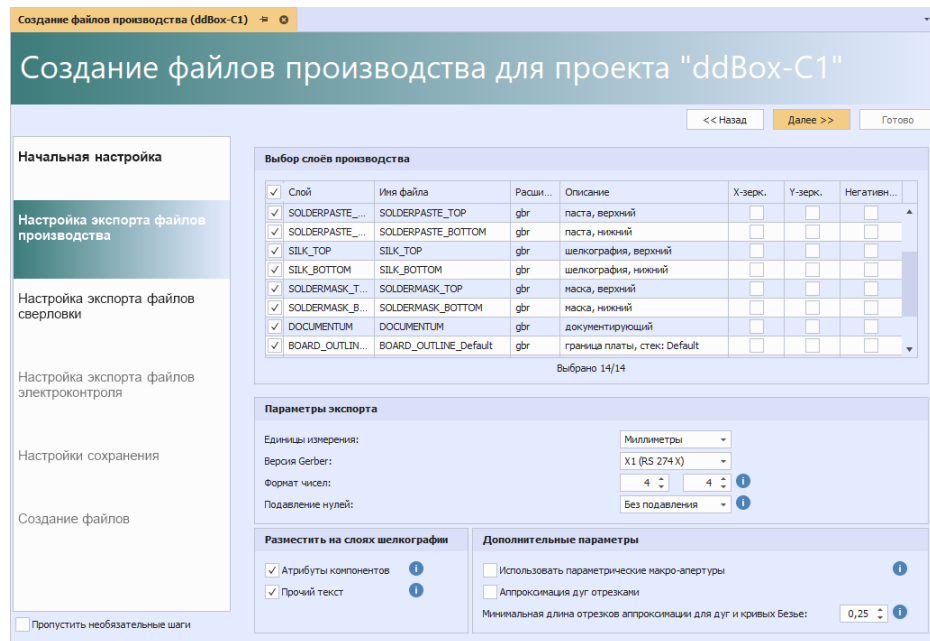 Создание файлов производства (ddBox-C1)
Создание файлов производства для проекта "ddBox-C1"
<< Назад Далее >> Готово
Начальная настройка
Настройка экспорта файлов
производства
Настройка экспорта файлов
сверловки
Настройка экспорта файлов
электроконтроля
Настройки сохранения
Создание файлов
Пропустить необязательные шаги
Выбор слоёв производства
Слой Имя файла Расши... Описание X-зерк. Y-зерк. Негативн...
SOLDERPASTE_... SOLDERPASTE_TOP gbr паста, верхний
SOLDERPASTE_... SOLDERPASTE_BOTTOM gbr паста, нижний
SILK_TOP SILK_TOP gbr шелкография, верхний
SILK_BOTTOM SILK_BOTTOM gbr шелкография, нижний
SOLDERMASK_T... SOLDERMASK_TOP gbr маска, верхний
SOLDERMASK_B... SOLDERMASK_BOTTOM gbr маска, нижний
DOCUMENTUM DOCUMENTUM gbr документирующий
BOARD_OUTLIN... BOARD_OUTLINE_Default gbr граница платы, стек: Default
Выбрано 14/14
Параметры экспорта
Единицы измерения: Миллиметры
Версия Gerber: X1 (RS 274 X)
Формат чисел: 4 4
Подавление нулей: Без подавления
Разместить на слоях шелкографии
Атрибуты компонентов
Прочий текст
Дополнительные параметры
Использовать параметрические макро-апертуры
Аппроксимация дуг отрезками
Минимальная длина отрезков аппроксимации для дуг и кривых Безье: 0,25